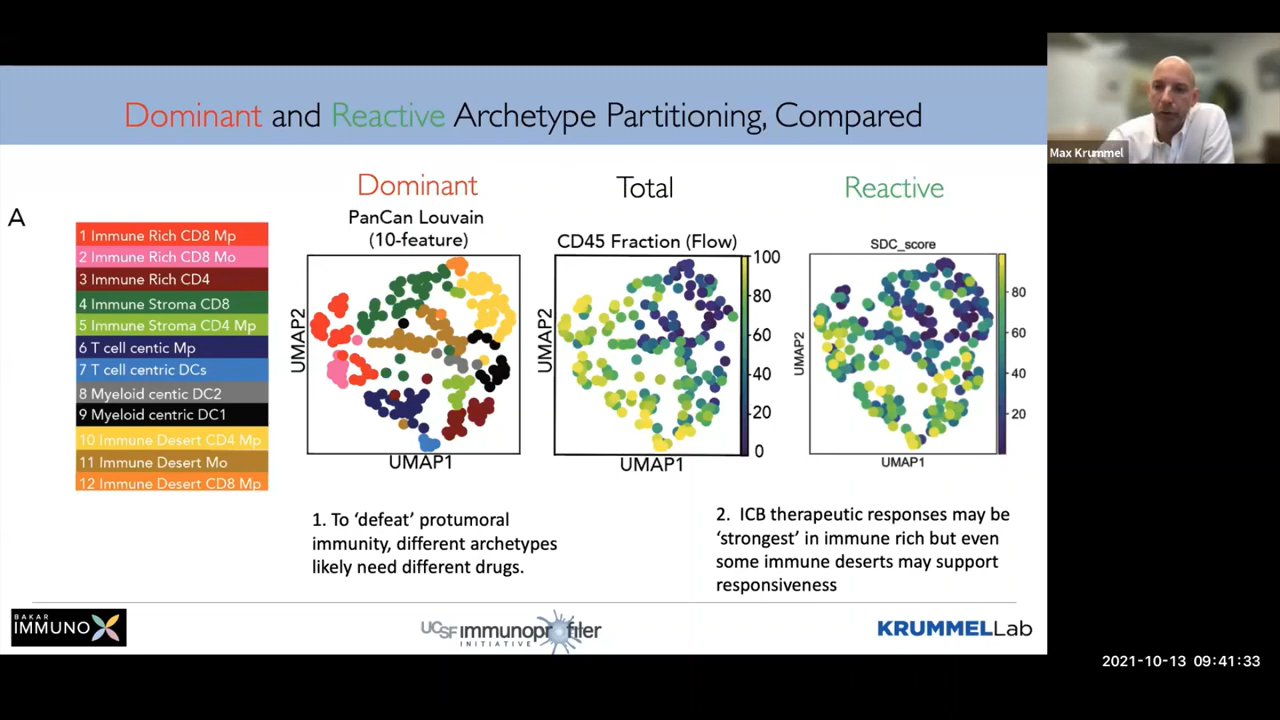 Dominant and Reactive Archetype Partitioning, Compared
Max Krummel
A
1 Immune Rich CD8 Mp
2 Immune Rich CD8 Mo
3 Immune Rich CD4
4 Immune Stroma CD8
5 Immune Stroma CD4 Mp
6 T cell centic Mp
7 T cell centric DCs
8 Myeloid centic DC2
9 Myeloid centric DC1
10 Immune Desert CD4 Mp
11 Immune Desert Mo
12 Immune Desert CD8 Mp
Dominant
PanCan Louvain
(10-feature)
UMAP2
UMAP1
Total
CD45 Fraction (Flow)
UMAP2
UMAP1
100
80
60
40
20
0
Reactive
SDC_score
UMAP2
UMAP1
80
60
40
20
1. To ‘defeat’ protumoral
immunity, different archetypes
likely need different drugs.
2. ICB therapeutic responses may be
‘strongest’ in immune rich but even
some immune deserts may support
responsiveness
BAKAR
IMMUNOX
UCSF immunoprofiler
INITIATIVE
KRUMMELLab
2021-10-13 09:41:33